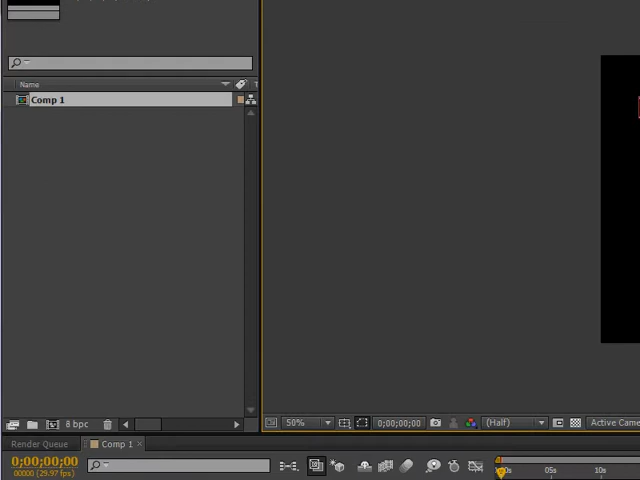 Name
Comp 1
8 bpc
50%
0;00;00;00
(Half)
Active Came
Render Queue
Comp 1
0;00;00;00
00000 (29.97 fps)
05s
10s